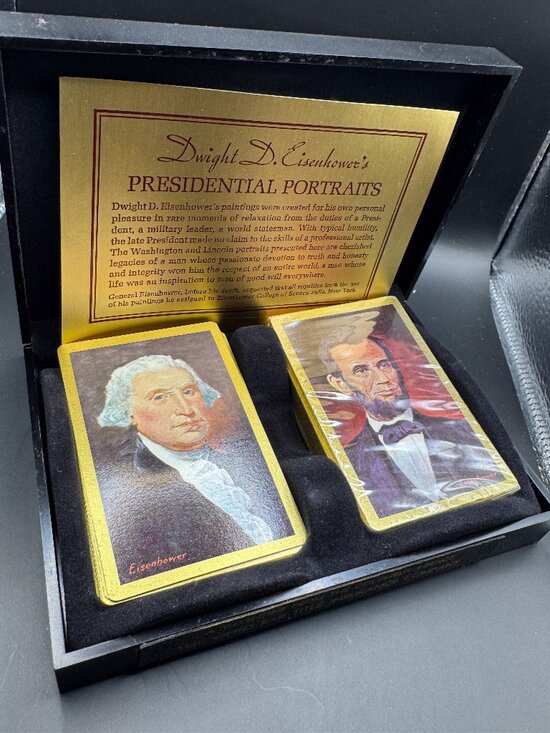 Dwight D. Eisenhower's
PRESIDENTIAL PORTRAITS
Dwight D. Eisenhower's paintings were created for his own personal
pleasure in rare moments of relaxation from the duties of a Presi-
dent, a military leader, a world statesman. With typical humility,
the late President made no claim to the skills of a professional artist.
The Washington and Lincoln portraits presented here are cherished
legacies of a man whose passionate devotion to truth and honesty
and integrity won him the respect of an entire world, a man whose
life was an inspiration to men of good will everywhere.
General Eisenhower, before his death, requested that all royalties from the use
of his paintings be assigned to Eisenhower College of Seneca Falls, New York.
Eisenhower